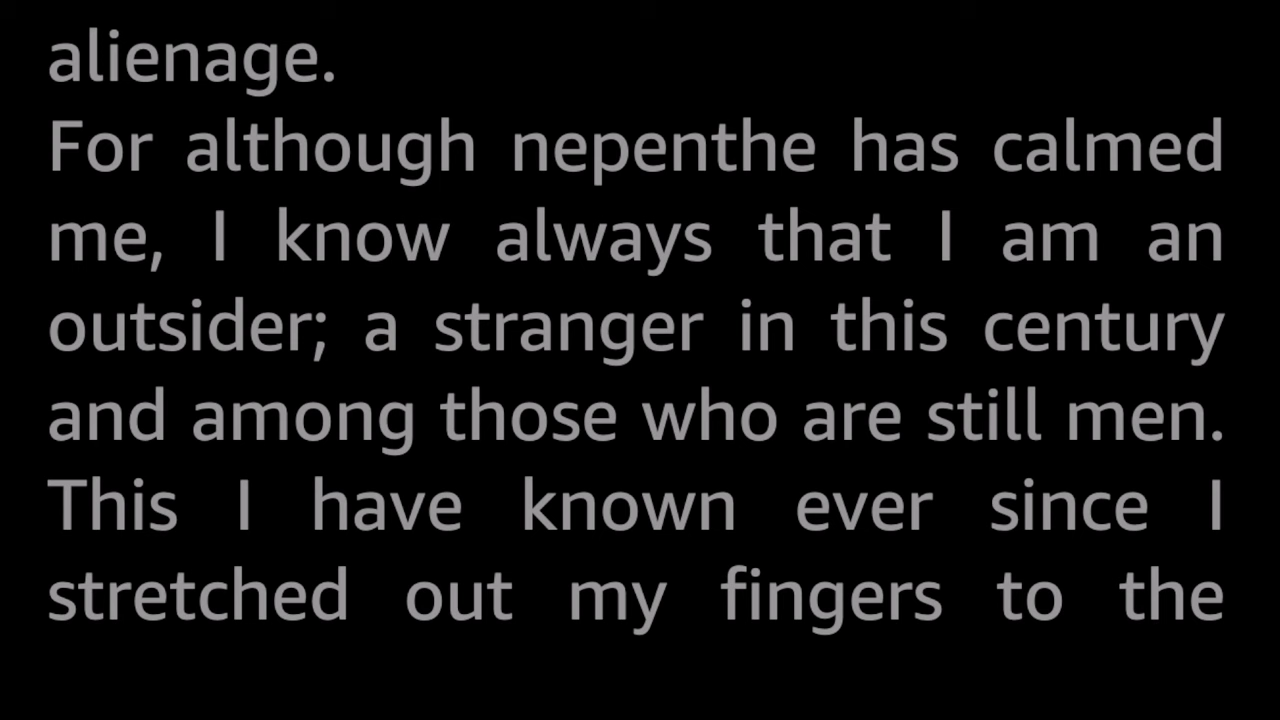 alienage.
For although nepenthe has calmed
me, I know always that I am an
outsider; a stranger in this century
and among those who are still men.
This I have known ever since I
stretched out my fingers to the